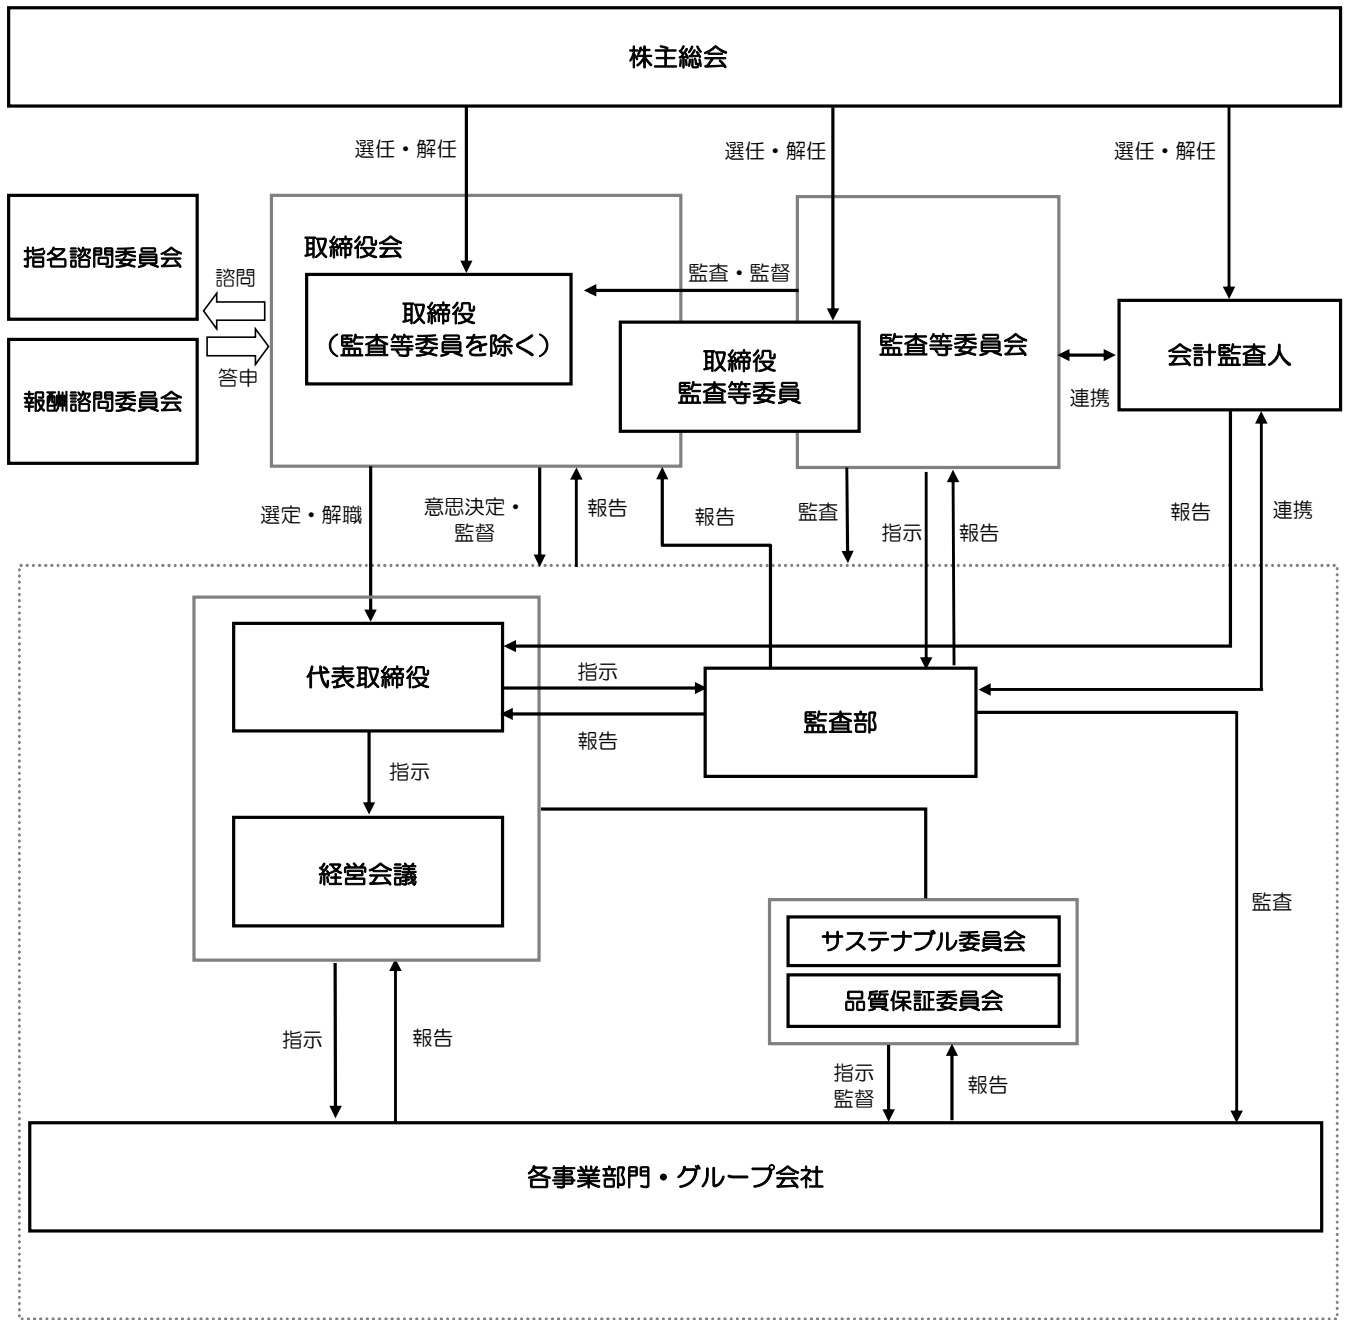 株主総会
選任・解任
選任・解任
選任・解任
指名諮問委員会
報酬諮問委員会
諮問
答申
取締役会
取締役
（監査等委員を除く）
監査・監督
取締役
監査等委員
監査等委員会
連携
会計監査人
選定・解職
意思決定・
監督
報告
報告
監査
指示
報告
報告
連携
代表取締役
指示
報告
監査部
指示
経営会議
サステナブル委員会
品質保証委員会
監査
指示
報告
指示
監督
報告
各事業部門・グループ会社